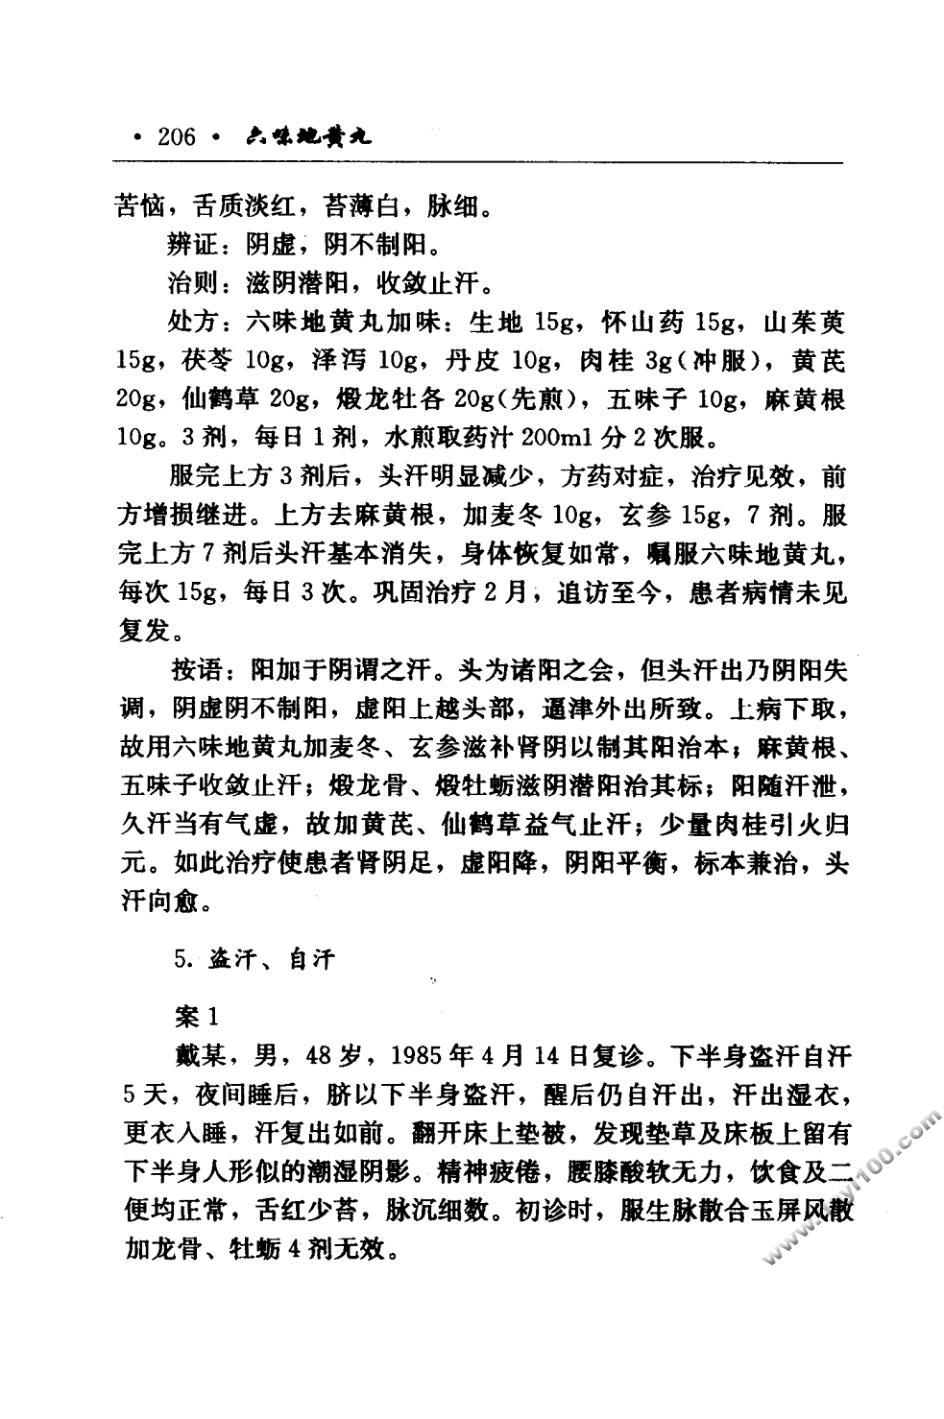 · 206 · 六味地黄丸
苦恼，舌质淡红，苔薄白，脉细。
辨证：阴虚，阴不制阳。
治则：滋阴潜阳，收敛止汗。
处方：六味地黄丸加味：生地 15g，怀山药 15g，山茱萸
15g，茯苓 10g，泽泻 10g，丹皮 10g，肉桂 3g（冲服），黄芪
20g，仙鹤草 20g，煅龙牡各 20g（先煎），五味子 10g，麻黄根
10g。3 剂，每日 1 剂，水煎取药汁 200ml 分 2 次服。
服完上方 3 剂后，头汗明显减少，方药对症，治疗见效，前
方增损继进。上方去麻黄根，加麦冬 10g，玄参 15g，7 剂。服
完上方 7 剂后头汗基本消失，身体恢复如常，嘱服六味地黄丸，
每次 15g，每日 3 次。巩固治疗 2 月，追访至今，患者病情未见
复发。
按语：阳加于阴谓之汗。头为诸阳之会，但头汗出乃阴阳失
调，阴虚阴不制阳，虚阳上越头部，逼津外出所致。上病下取，
故用六味地黄丸加麦冬、玄参滋补肾阴以制其阳治本；麻黄根、
五味子收敛止汗；煅龙骨、煅牡蛎滋阴潜阳治其标；阳随汗泄，
久汗当有气虚，故加黄芪、仙鹤草益气止汗；少量肉桂引火归
元。如此治疗使患者肾阴足，虚阳降，阴阳平衡，标本兼治，头
汗向愈。
5. 盗汗、自汗
案 1
戴某，男，48 岁，1985 年 4 月 14 日复诊。下半身盗汗自汗
5 天，夜间睡后，脐以下半身盗汗，醒后仍自汗出，汗出湿衣，
更衣入睡，汗复出如前。翻开床上垫被，发现垫草及床板上留有
下半身人形似的潮湿阴影。精神疲倦，腰膝酸软无力，饮食及二
便均正常，舌红少苔，脉沉细数。初诊时，服生脉散合玉屏风散
加龙骨、牡蛎 4 剂无效。